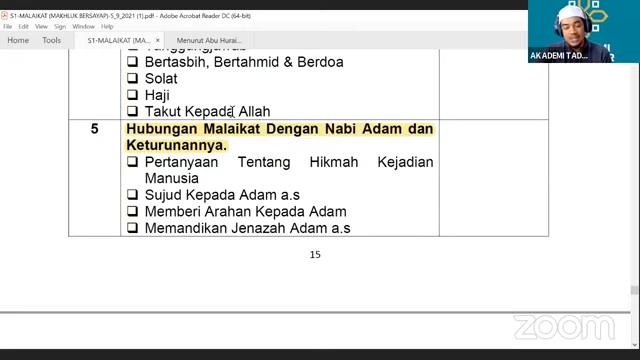 S1-MALAIKAT (MAKHLUK BERSAYAP)-5_9_2021 (1).pdf - Adobe Acrobat Reader DC (64-bit)
File Edit View Sign Window Help
Home Tools S1-MALAIKAT (MA... × Menurut Abu Hurai...
Tanggungjawab
❑ Bertasbih, Bertahmid & Berdoa
❑ Solat
❑ Haji
❑ Takut Kepada Allah
5 Hubungan Malaikat Dengan Nabi Adam dan
Keturunannya.
❑ Pertanyaan Tentang Hikmah Kejadian
Manusia
❑ Sujud Kepada Adam a.s
❑ Memberi Arahan Kepada Adam
❑ Memandikan Jenazah Adam a.s
15
AKADEMI TAD...
zoom